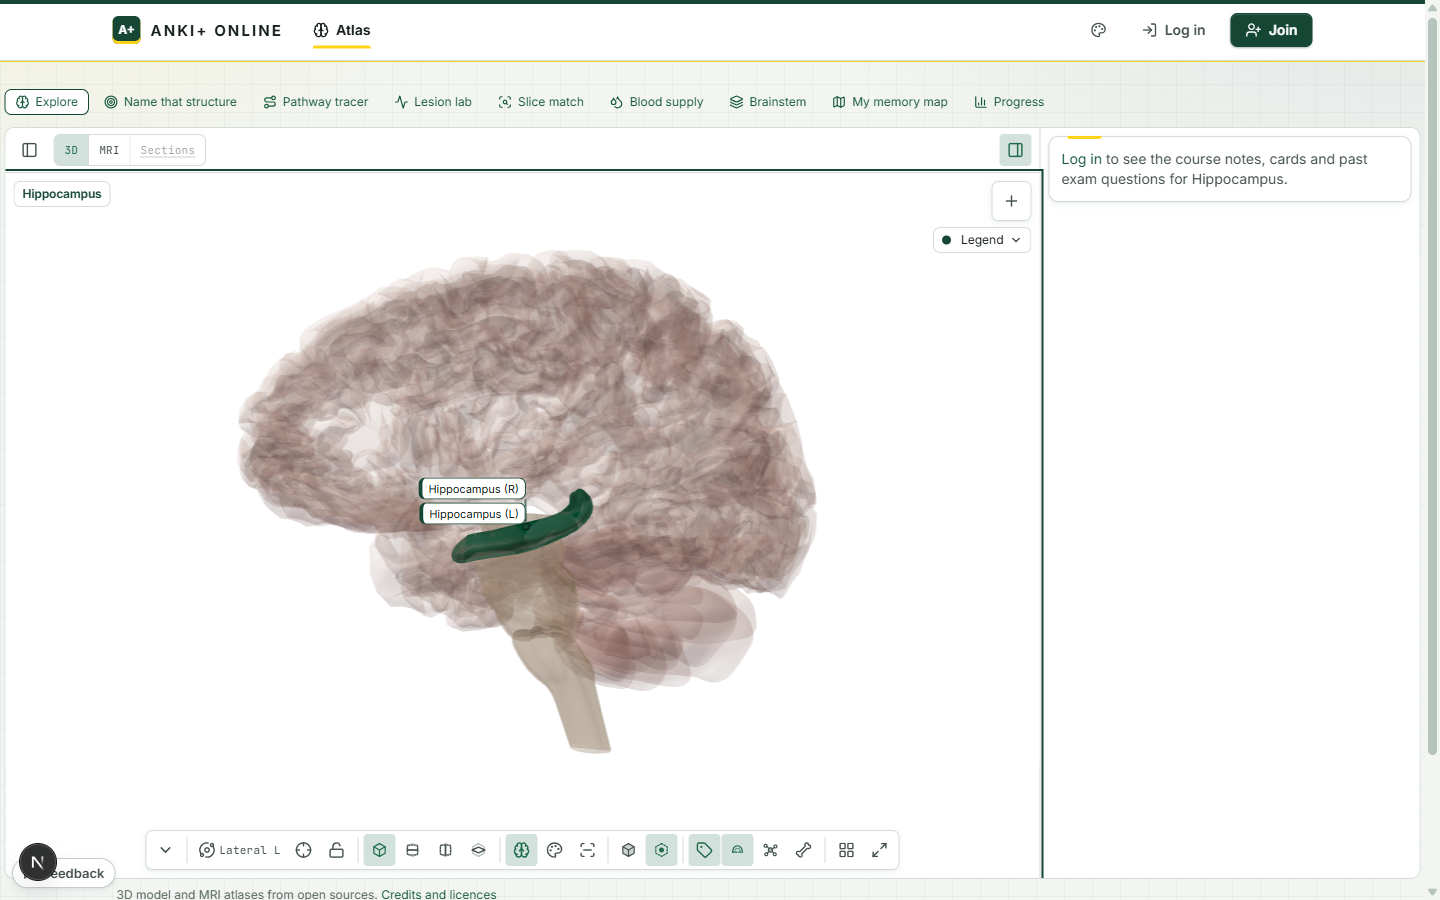 A+ ANKI+ ONLINE
Atlas
Log in
Join
Explore
Name that structure
Pathway tracer
Lesion lab
Slice match
Blood supply
Brainstem
My memory map
Progress
3D
MRI
Sections
Log in to see the course notes, cards and past
exam questions for Hippocampus.
Hippocampus
Legend
Hippocampus (R)
Hippocampus (L)
Lateral L
N
eedback
3D model and MRI atlases from open sources. Credits and licences